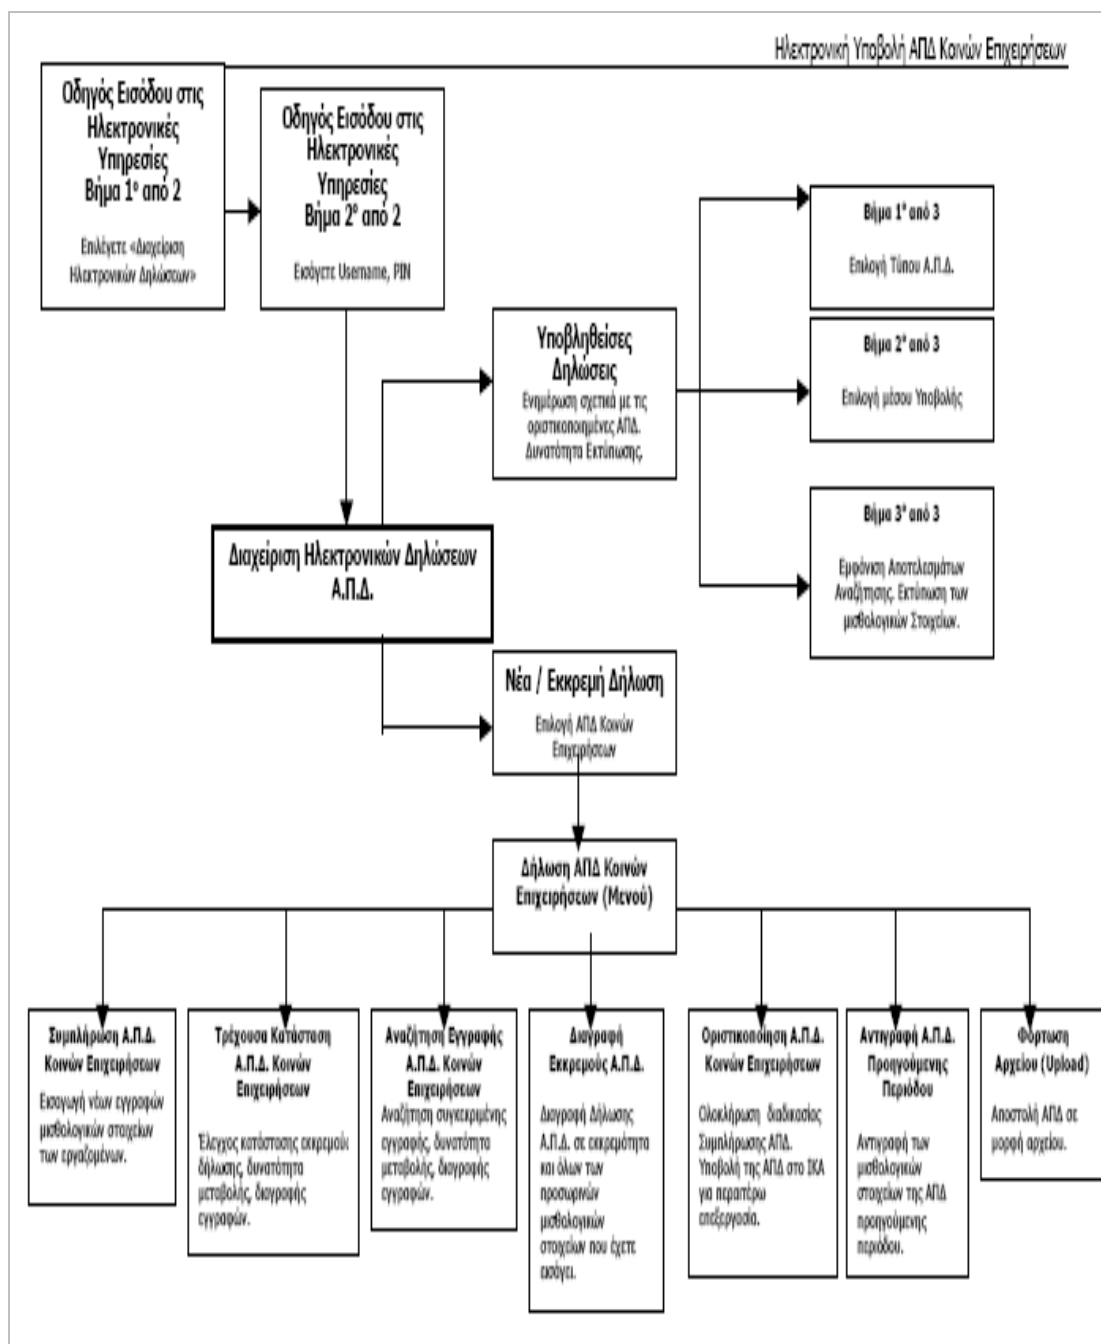 Ηλεκτρονική Υποβολή ΑΠΔ Κοινών Επιχειρήσεων
Οδηγός Εισόδου στις
Ηλεκτρονικές
Υπηρεσίες
Βήμα 1º από 2
Επιλέγετε «Διαχείριση
Ηλεκτρονικών Δηλώσεων»
Οδηγός Εισόδου στις
Ηλεκτρονικές
Υπηρεσίες
Βήμα 2º από 2
Εισάγετε Username, PIN
Βήμα 1º από 3
Επιλογή Τύπου Α.Π.Δ.
Υποβληθείσες
Δηλώσεις
Ενημέρωση σχετικά με τις
οριστικοποιημένες ΑΠΔ.
Δυνατότητα Εκτύπωσης.
Βήμα 2º από 3
Επιλογή μέσου Υποβολής
Βήμα 3º από 3
Εμφάνιση Αποτελεσμάτων
Αναζήτησης. Εκτύπωση των
μισθολογικών Στοιχείων.
Διαχείριση Ηλεκτρονικών Δηλώσεων
Α.Π.Δ.
Νέα / Εκκρεμή Δήλωση
Επιλογή ΑΠΔ Κοινών
Επιχειρήσεων
Δήλωση ΑΠΔ Κοινών
Επιχειρήσεων (Μενού)
Συμπλήρωση Α.Π.Δ.
Κοινών Επιχειρήσεων
Εισαγωγή νέων εγγραφών
μισθολογικών στοιχείων
των εργαζομένων.
Τρέχουσα Κατάσταση
Α.Π.Δ. Κοινών
Επιχειρήσεων
Έλεγχος κατάστασης εκκρεμούς
δήλωσης, δυνατότητα
μεταβολής, διαγραφής
εγγραφών.
Αναζήτηση Εγγραφής
Α.Π.Δ. Κοινών
Επιχειρήσεων
Αναζήτηση συγκεκριμένης
εγγραφής, δυνατότητα
μεταβολής, διαγραφής
εγγραφών.
Διαγραφή
Εκκρεμούς Α.Π.Δ.
Διαγραφή Δήλωσης
Α.Π.Δ. σε εκκρεμότητα
και όλων των
προσωρινών
μισθολογικών
στοιχείων που έχετε
εισάγει.
Οριστικοποίηση Α.Π.Δ.
Κοινών Επιχειρήσεων
Ολοκλήρωση διαδικασίας
Συμπλήρωσης ΑΠΔ.
Υποβολή της ΑΠΔ στο ΙΚΑ
για περαιτέρω
επεξεργασία.
Αντιγραφή Α.Π.Δ.
Προηγούμενης
Περιόδου
Αντιγραφή των
μισθολογικών
στοιχείων της ΑΠΔ
προηγούμενης
περιόδου.
Φόρτωση
Αρχείου (Upload)
Αποστολή ΑΠΔ σε
μορφή αρχείου.